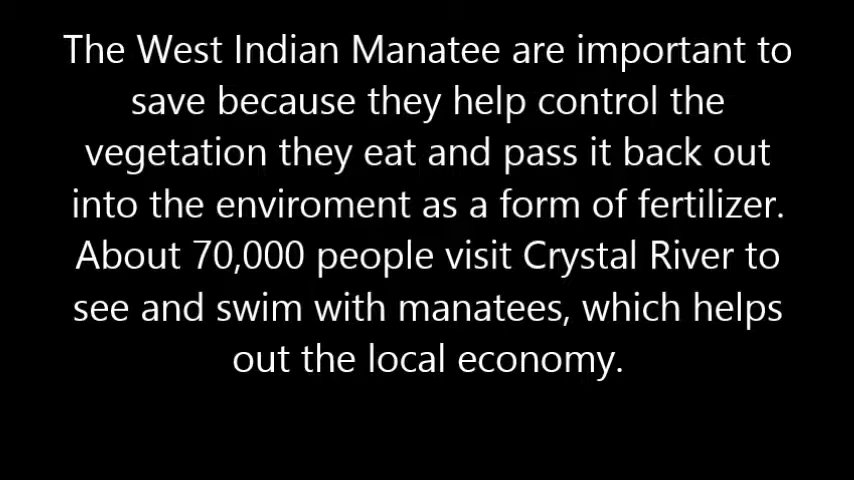 The West Indian Manatee are important to
save because they help control the
vegetation they eat and pass it back out
into the enviroment as a form of fertilizer.
About 70,000 people visit Crystal River to
see and swim with manatees, which helps
out the local economy.